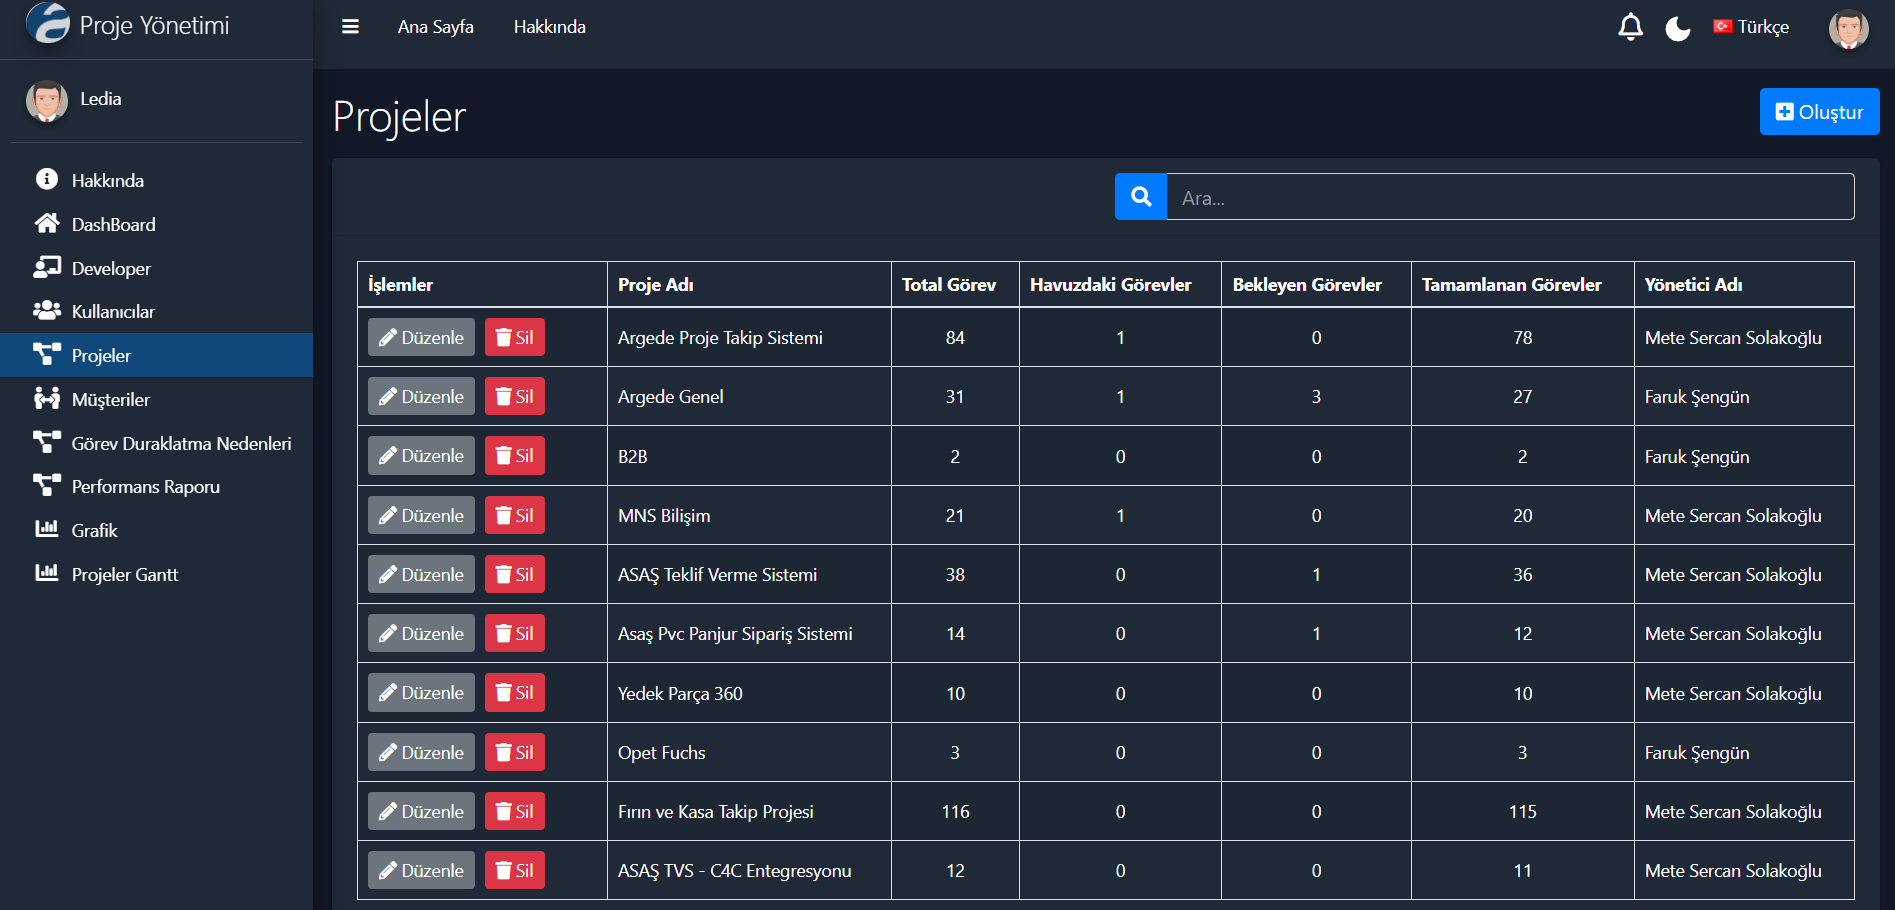 Proje Yönetimi
Ana Sayfa Hakkında Türkçe
Ledia
Hakkında
DashBoard
Developer
Kullanıcılar
Projeler
Müşteriler
Görev Duraklatma Nedenleri
Performans Raporu
Grafik
Projeler Gantt
Projeler
Oluştur
Ara...
İşlemler Proje Adı Total Görev Havuzdaki Görevler Bekleyen Görevler Tamamlanan Görevler Yönetici Adı
Düzenle Sil Argede Proje Takip Sistemi 84 1 0 78 Mete Sercan Solakoğlu
Düzenle Sil Argede Genel 31 1 3 27 Faruk Şengün
Düzenle Sil B2B 2 0 0 2 Faruk Şengün
Düzenle Sil MNS Bilişim 21 1 0 20 Mete Sercan Solakoğlu
Düzenle Sil ASAŞ Teklif Verme Sistemi 38 0 1 36 Mete Sercan Solakoğlu
Düzenle Sil Asaş Pvc Panjur Sipariş Sistemi 14 0 1 12 Mete Sercan Solakoğlu
Düzenle Sil Yedek Parça 360 10 0 0 10 Mete Sercan Solakoğlu
Düzenle Sil Opet Fuchs 3 0 0 3 Faruk Şengün
Düzenle Sil Fırın ve Kasa Takip Projesi 116 0 0 115 Mete Sercan Solakoğlu
Düzenle Sil ASAŞ TVS - C4C Entegresyonu 12 0 0 11 Mete Sercan Solakoğlu